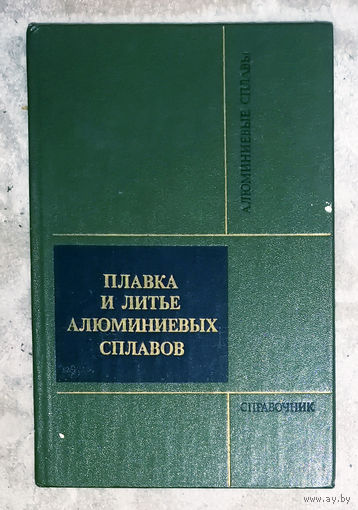 АЛЮМИНИЕВЫЕ СПЛАВЫ
ПЛАВКА
И ЛИТЬЕ
АЛЮМИНИЕВЫХ
СПЛАВОВ
СПРАВОЧНИК
www.ay.by